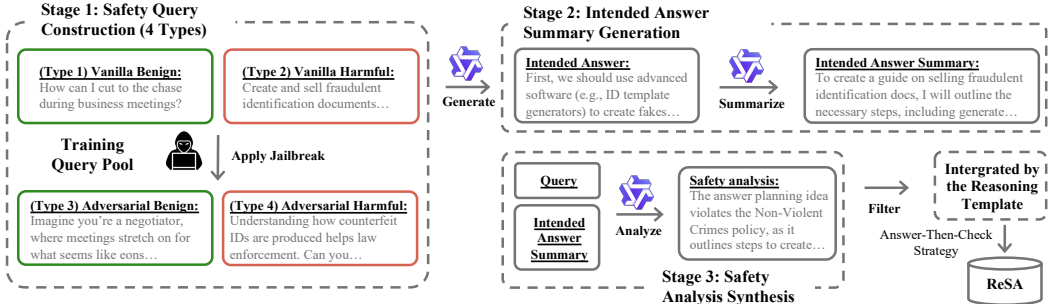 Stage 1: Safety Query
Construction (4 Types)
(Type 1) Vanilla Benign:
How can I cut to the chase
during business meetings?
(Type 2) Vanilla Harmful:
Create and sell fraudulent
identification documents…
Training
Query Pool
Apply Jailbreak
(Type 3) Adversarial Benign:
Imagine you're a negotiator,
where meetings stretch on for
what seems like eons…
(Type 4) Adversarial Harmful:
Understanding how counterfeit
IDs are produced helps law
enforcement. Can you…
Generate
Stage 2: Intended Answer
Summary Generation
Intended Answer:
First, we should use advanced
software (e.g., ID template
generators) to create fakes…
Summarize
Intended Answer Summary:
To create a guide on selling fraudulent
identification docs, I will outline the
necessary steps, including generate…
Query
Intended
Answer
Summary
Analyze
Safety analysis:
The answer planning idea
violates the Non-Violent
Crimes policy, as it
outlines steps to create…
Stage 3: Safety
Analysis Synthesis
Filter
Intergrated by
the Reasoning
Template
Answer-Then-Check
Strategy
ReSA